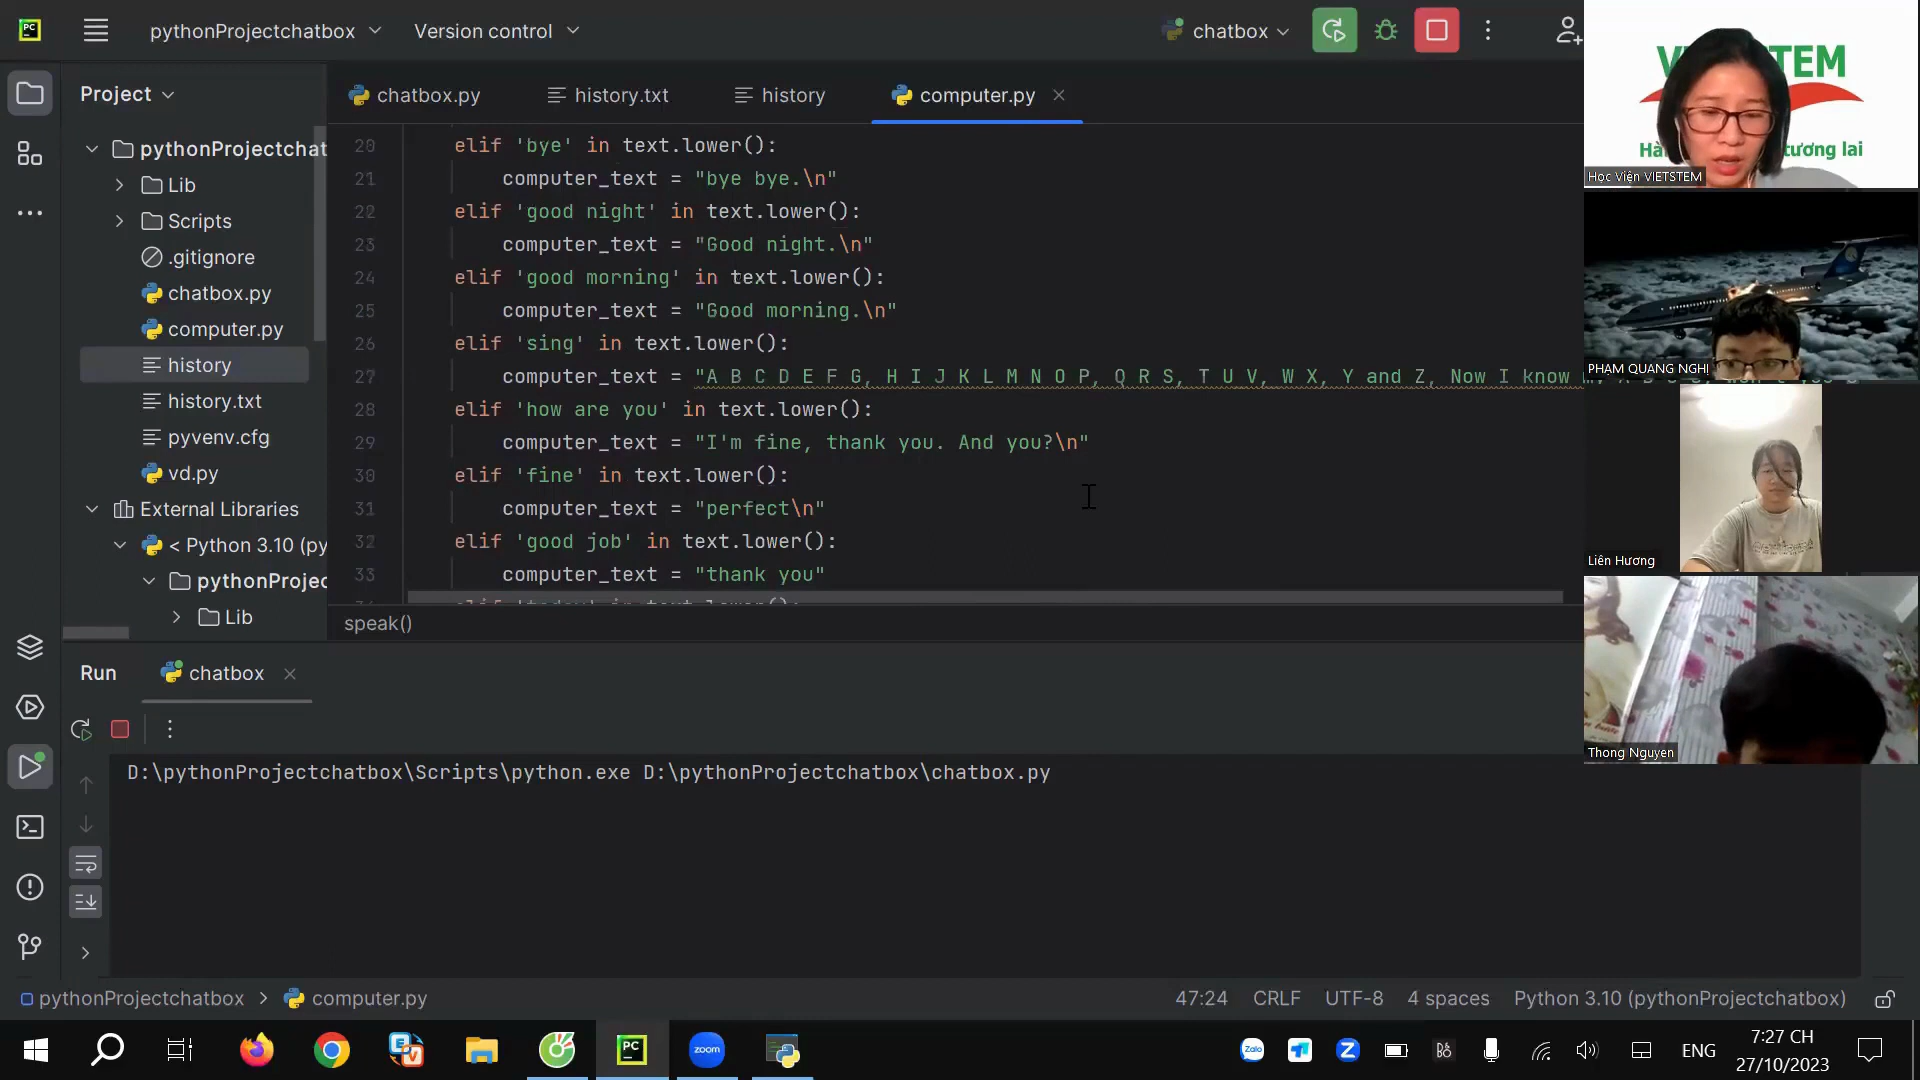 pythonProjectchatbox
Version control
chatbox
Project
chatbox.py
history.txt
history
computer.py
pythonProjectchat
Lib
Scripts
.gitignore
chatbox.py
computer.py
history
history.txt
pyvenv.cfg
vd.py
External Libraries
< Python 3.10 (py
pythonProjec
Lib
20 elif 'bye' in text.lower():
21 computer_text = "bye bye.\n"
22 elif 'good night' in text.lower():
23 computer_text = "Good night.\n"
24 elif 'good morning' in text.lower():
25 computer_text = "Good morning.\n"
26 elif 'sing' in text.lower():
27 computer_text = "A B C D E F G, H I J K L M N O P, Q R S, T U V, W X, Y and Z, Now I know
28 elif 'how are you' in text.lower():
29 computer_text = "I'm fine, thank you. And you?\n"
30 elif 'fine' in text.lower():
31 computer_text = "perfect\n"
32 elif 'good job' in text.lower():
33 computer_text = "thank you"
speak()
TEM
tương lai
Học Viện VIETSTEM
PHẠM QUANG NGHỊ
Liên Hương
Thong Nguyen
Run
chatbox
D:\pythonProjectchatbox\Scripts\python.exe D:\pythonProjectchatbox\chatbox.py
pythonProjectchatbox > computer.py
47:24 CRLF UTF-8 4 spaces Python 3.10 (pythonProjectchatbox)
PC
zoom
Zalo
ENG
7:27 CH
27/10/2023